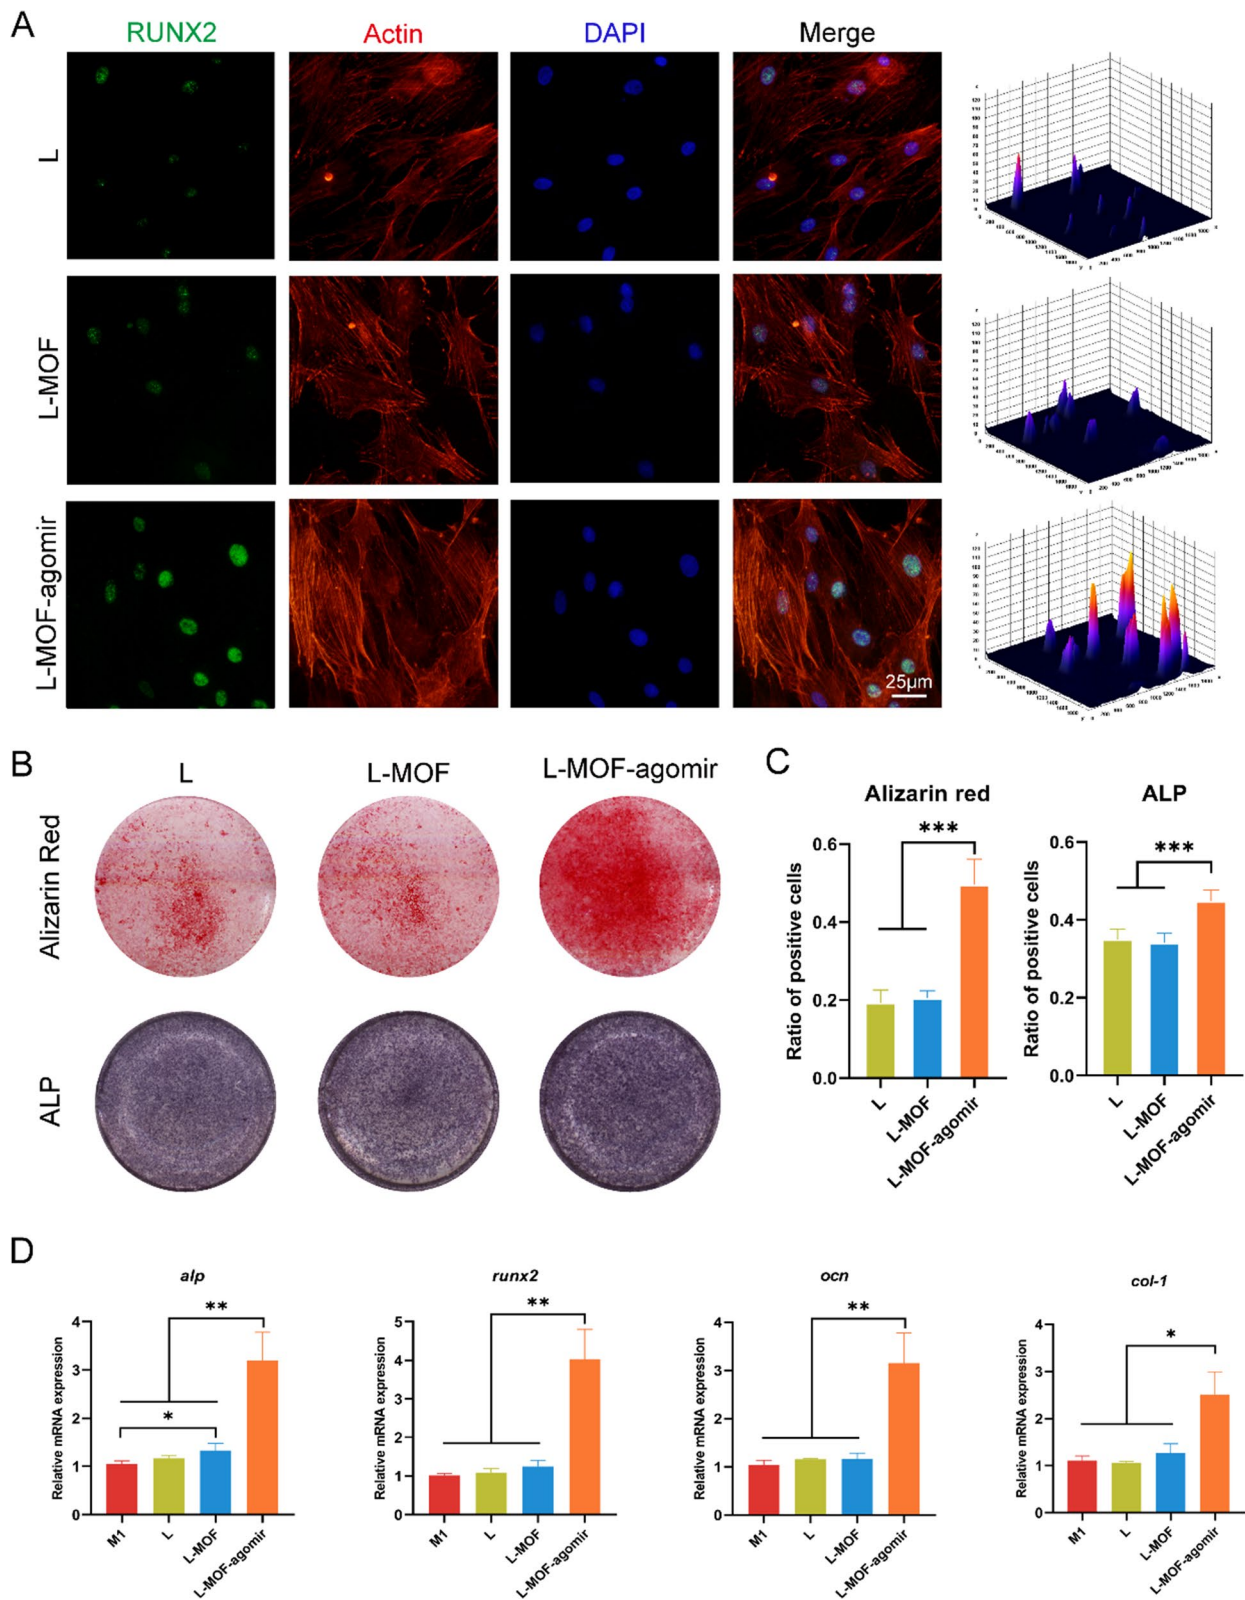 A
RUNX2
Actin
DAPI
Merge
L
L-MOF
L-MOF-agomir
25μm
B
L
L-MOF
L-MOF-agomir
Alizarin Red
ALP
C
Alizarin red
Ratio of positive cells
0.6
0.4
0.2
0.0
***
L
L-MOF
L-MOF-agomir
ALP
Ratio of positive cells
0.6
0.4
0.2
0.0
***
L
L-MOF
L-MOF-agomir
D
alp
Relative mRNA expression
4
3
2
1
0
**
*
M1
L
L-MOF
L-MOF-agomir
runx2
Relative mRNA expression
5
4
3
2
1
0
**
M1
L
L-MOF
L-MOF-agomir
ocn
Relative mRNA expression
4
3
2
1
0
**
M1
L
L-MOF
L-MOF-agomir
col-1
Relative mRNA expression
4
3
2
1
0
*
M1
L
L-MOF
L-MOF-agomir